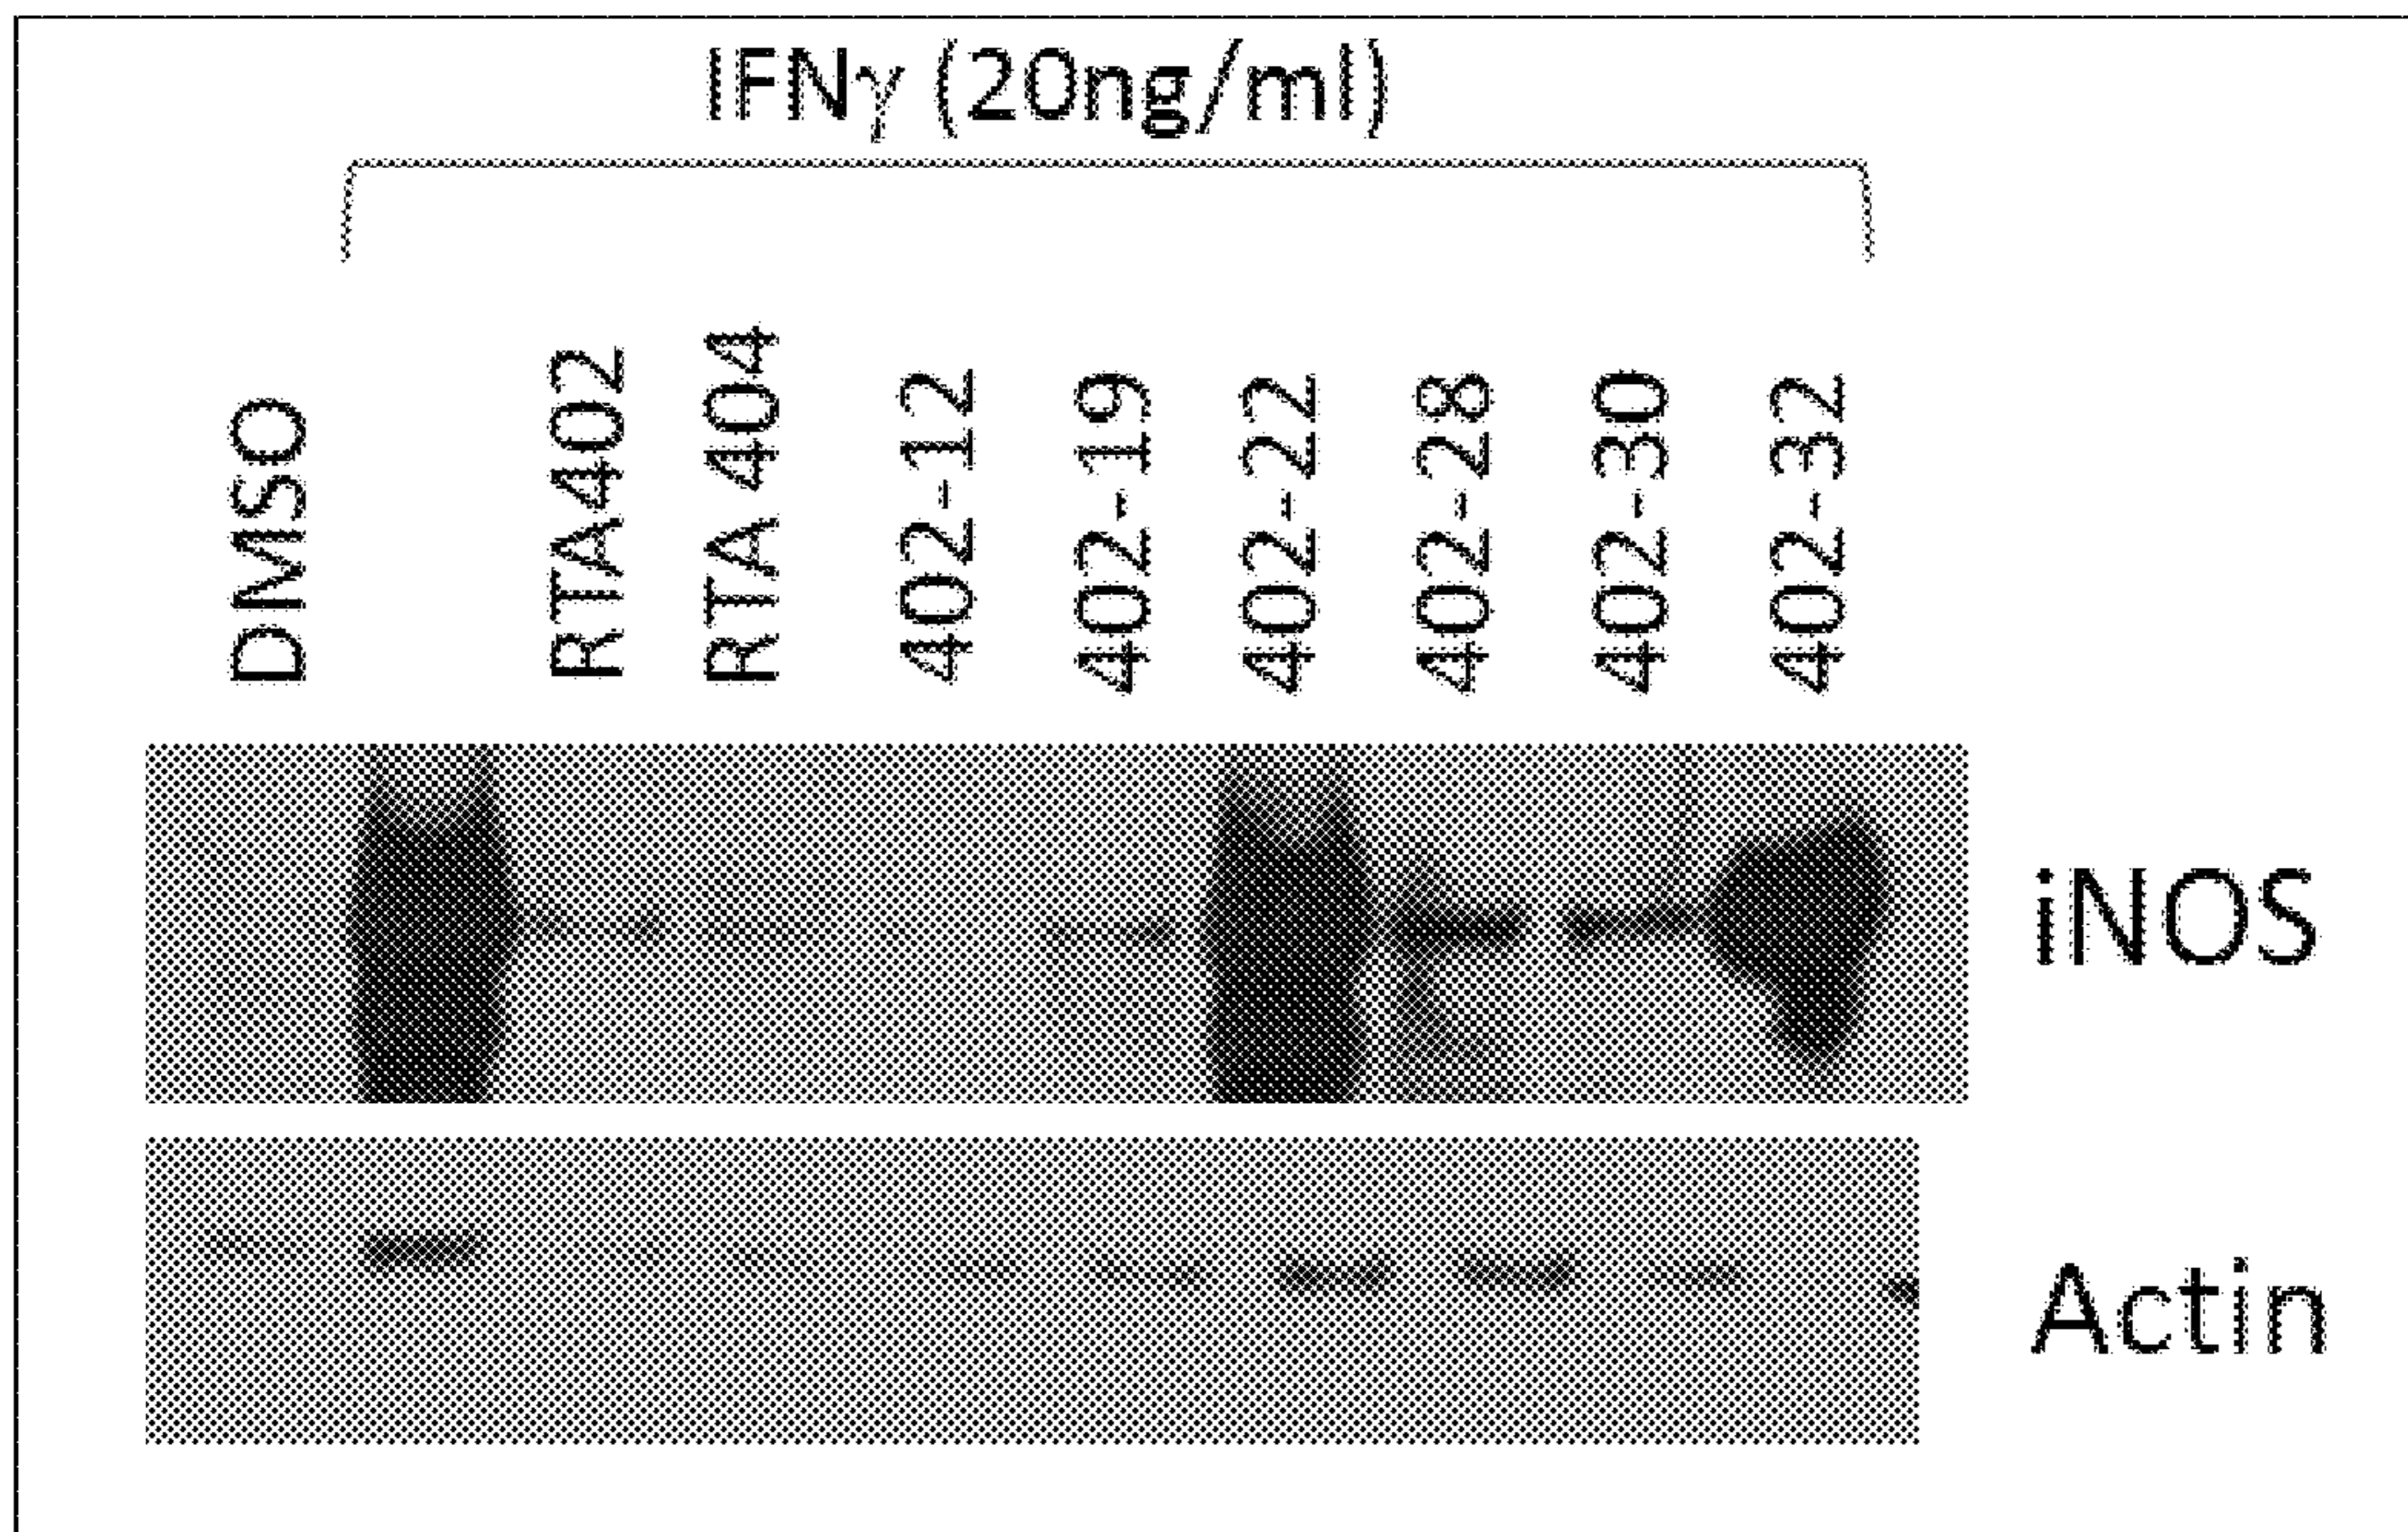 IFNγ (20ng/ml)
DMSO
RTA402
RTA 404
402-12
402-19
402-22
402-28
402-30
402-32
iNOS
Actin